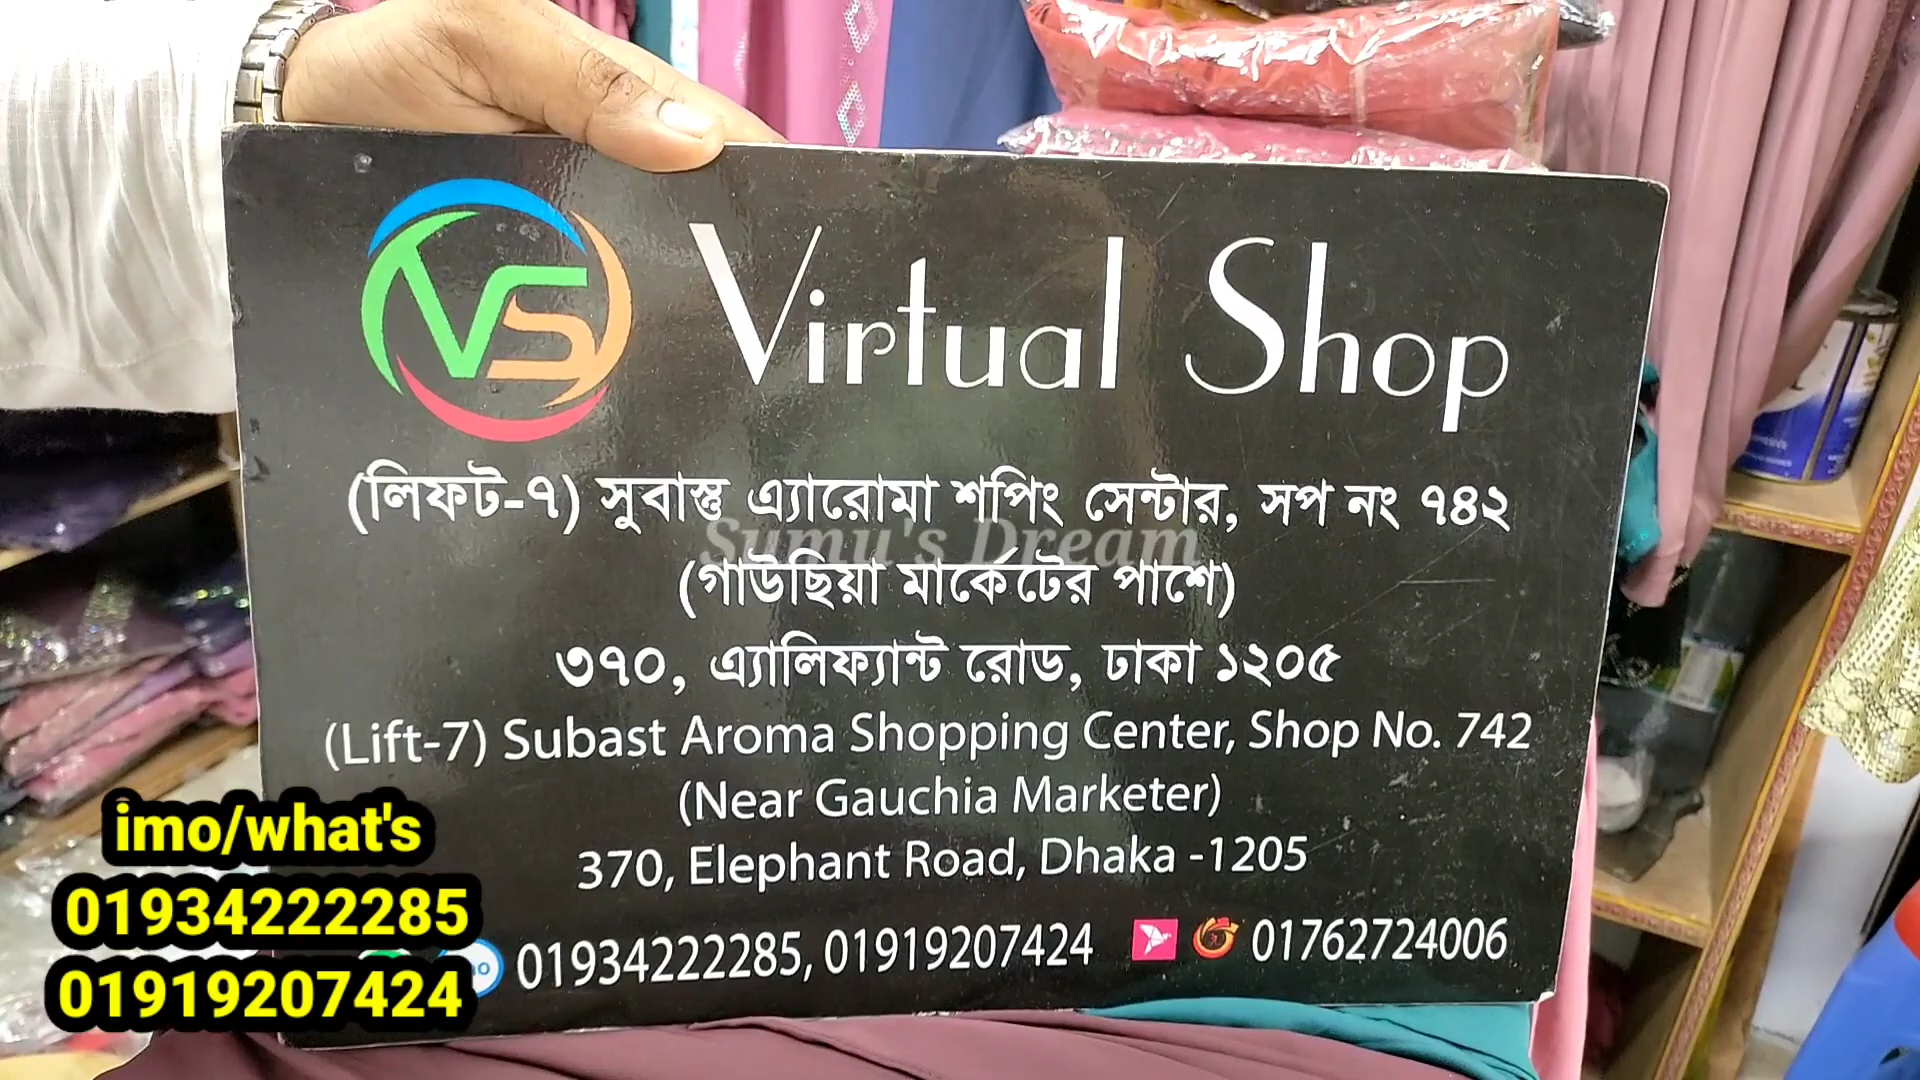 VS Virtual Shop
(লিফট-৭) সুবাস্তু এ্যারোমা শপিং সেন্টার, সপ নং ৭৪২
Sumu's Dream
(গাউছিয়া মার্কেটের পাশে)
৩৭০, এ্যালিফ্যান্ট রোড, ঢাকা ১২০৫
(Lift-7) Subast Aroma Shopping Center, Shop No. 742
(Near Gauchia Marketer)
370, Elephant Road, Dhaka -1205
01934222285, 01919207424 01762724006
imo/what's
01934222285
01919207424